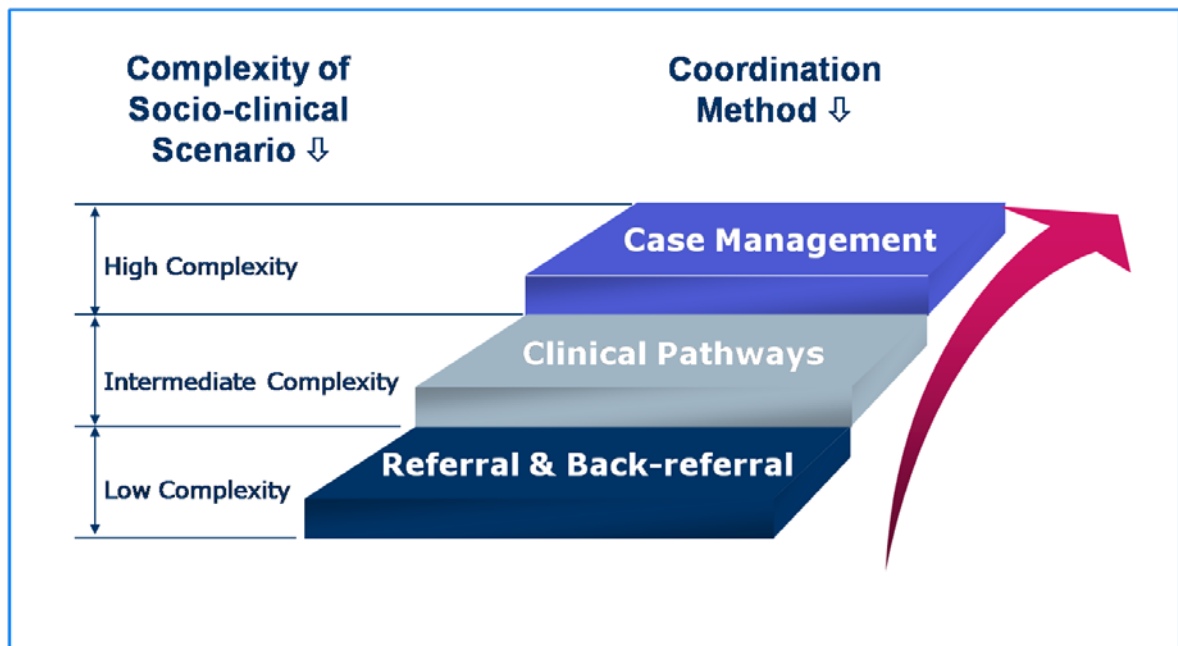 Complexity of
Socio-clinical
Scenario ⇩
Coordination
Method ⇩
High Complexity
Case Management
Intermediate Complexity
Clinical Pathways
Low Complexity
Referral & Back-referral